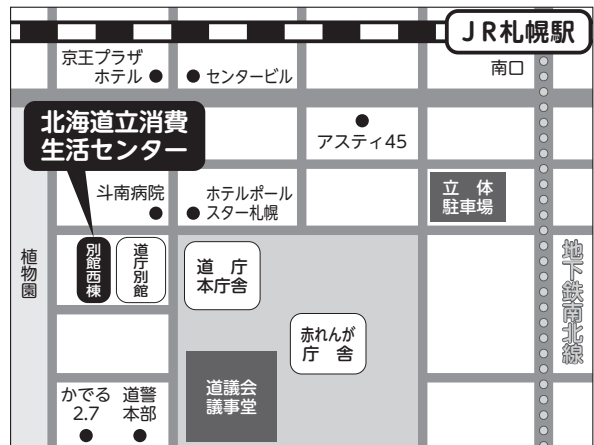 JR札幌駅
南口
京王プラザ
ホテル
センタービル
アスティ45
北海道立消費
生活センター
斗南病院
ホテルポール
スター札幌
立 体
駐車場
植物園
別館西棟
道庁別館
道 庁
本庁舎
地下鉄南北線
赤れんが
庁 舎
道議会
議事堂
かでる
2.7
道警
本部